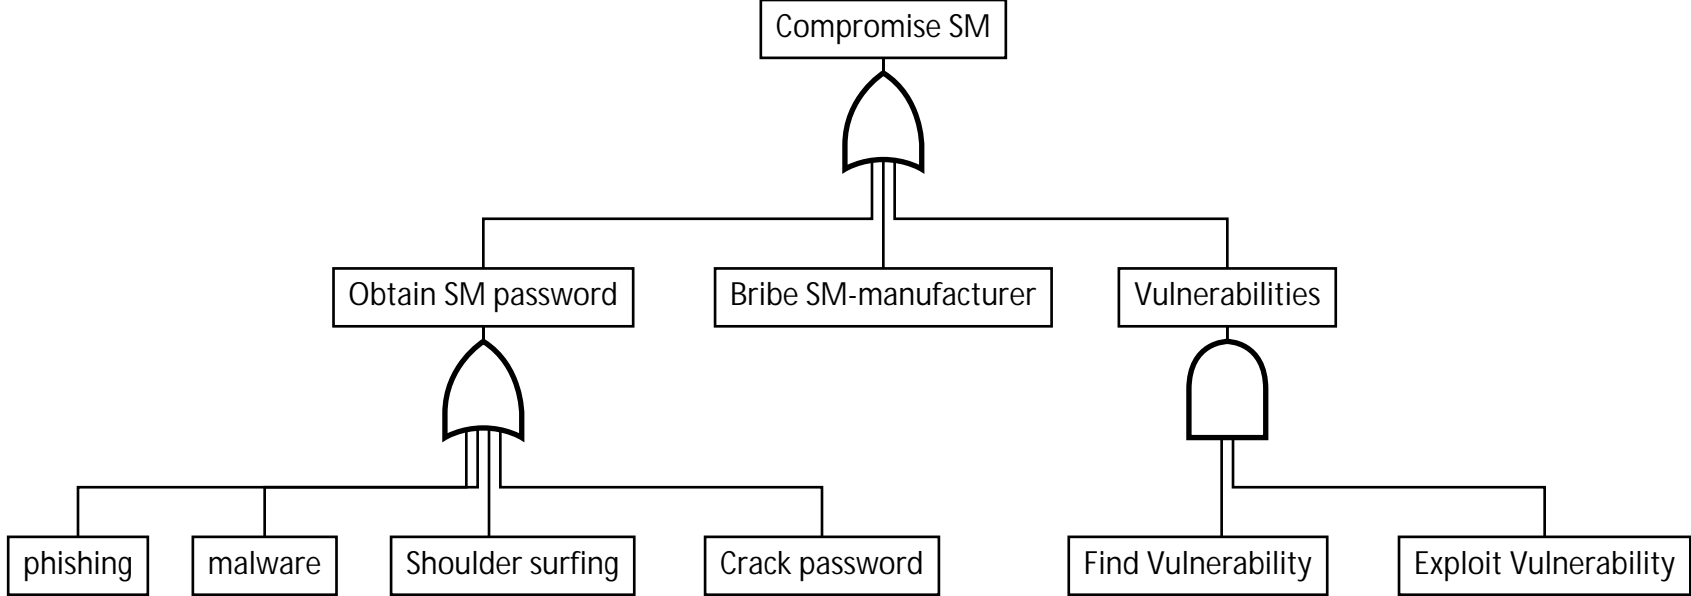 Compromise SM
Obtain SM password
Bribe SM-manufacturer
Vulnerabilities
phishing
malware
Shoulder surfing
Crack password
Find Vulnerability
Exploit Vulnerability